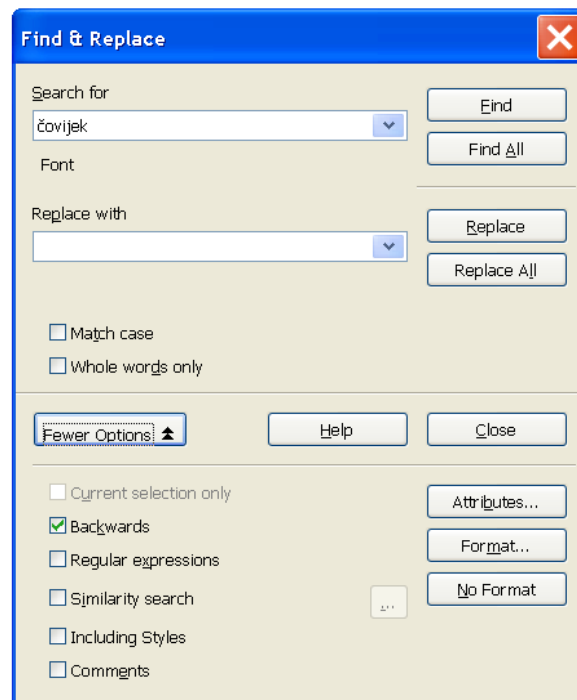 Find & Replace
Search for
Find
čovijek
Find All
Font
Replace with
Replace
Replace All
Match case
Whole words only
Fewer Options
Help
Close
Current selection only
Attributes...
Backwards
Format...
Regular expressions
No Format
Similarity search
...
Including Styles
Comments